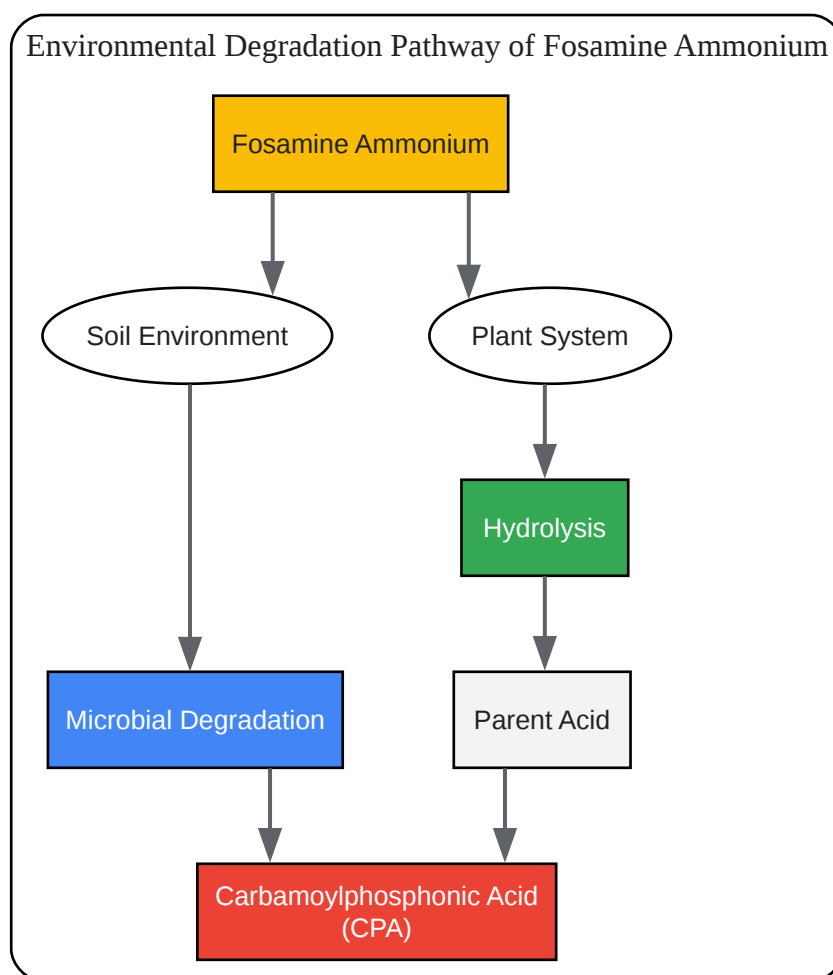 Environmental Degradation Pathway of Fosamine Ammonium
Fosamine Ammonium
Soil Environment
Plant System
Hydrolysis
Microbial Degradation
Parent Acid
Carbamoylphosphonic Acid
(CPA)